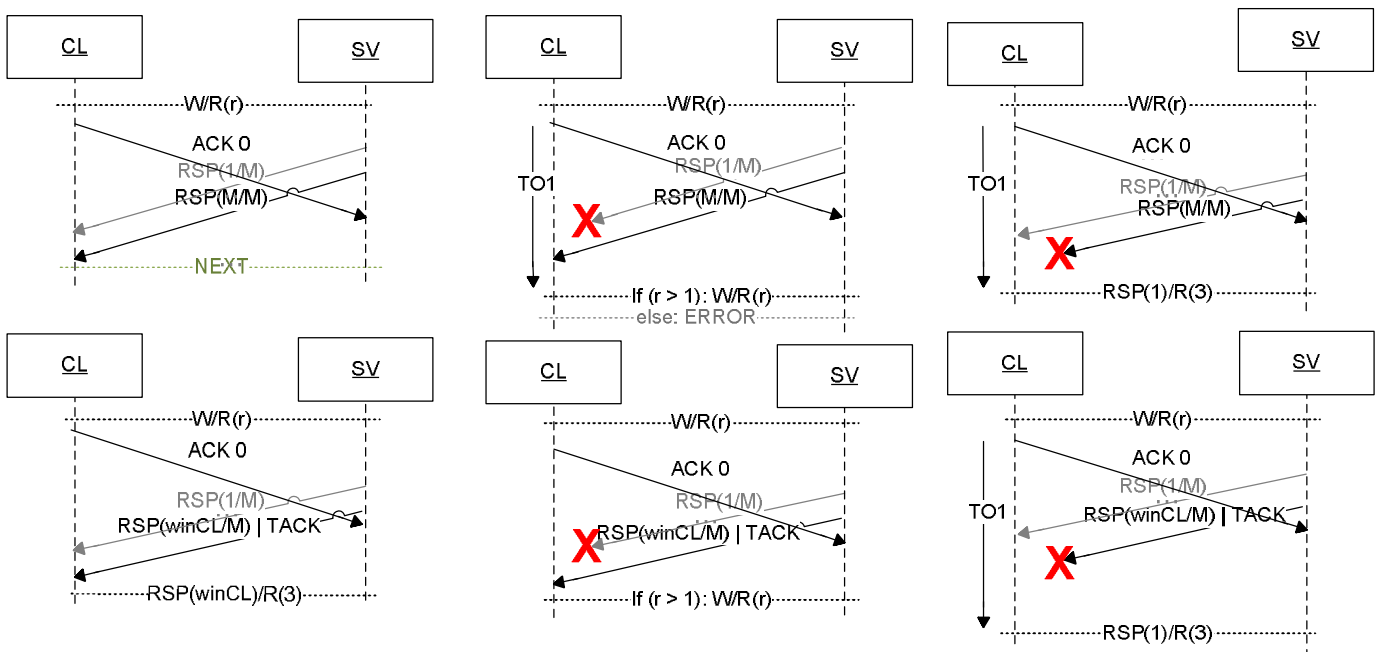 CL
SV
W/R(r)
ACK 0
RSP(1/M)
RSP(M/M)
NEXT
CL
SV
W/R(r)
ACK 0
TO1
RSP(1/M)
RSP(M/M)
X
If (r > 1): W/R(r)
else: ERROR
CL
SV
W/R(r)
ACK 0
TO1
RSP(1/M)
...
RSP(M/M)
X
RSP(1)/R(3)
CL
SV
W/R(r)
ACK 0
RSP(1/M)
...
RSP(winCL/M) | TACK
RSP(winCL)/R(3)
CL
SV
W/R(r)
ACK 0
RSP(1/M)
...
RSP(winCL/M) | TACK
X
If (r > 1): W/R(r)
CL
SV
W/R(r)
ACK 0
TO1
RSP(1/M)
...
RSP(winCL/M) | TACK
X
RSP(1)/R(3)